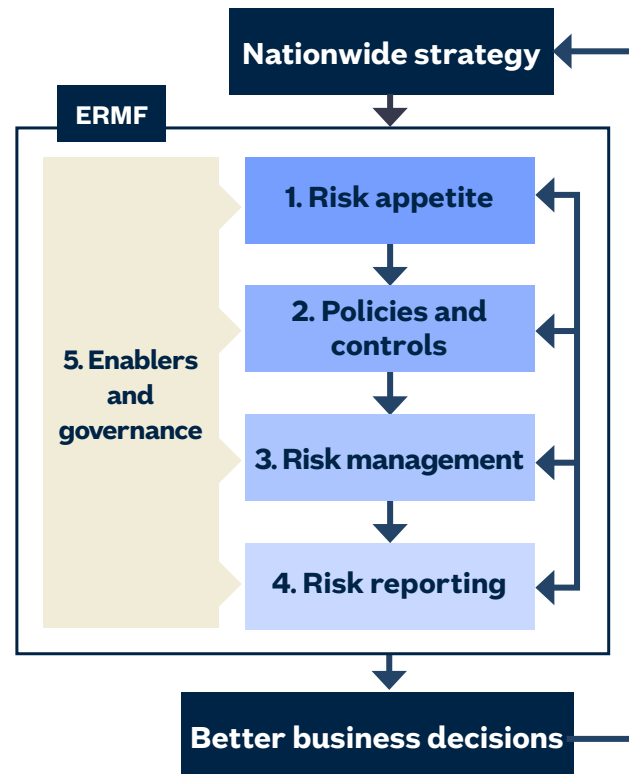 Nationwide strategy
ERMF
1. Risk appetite
2. Policies and
controls
5. Enablers
and
governance
3. Risk management
4. Risk reporting
Better business decisions